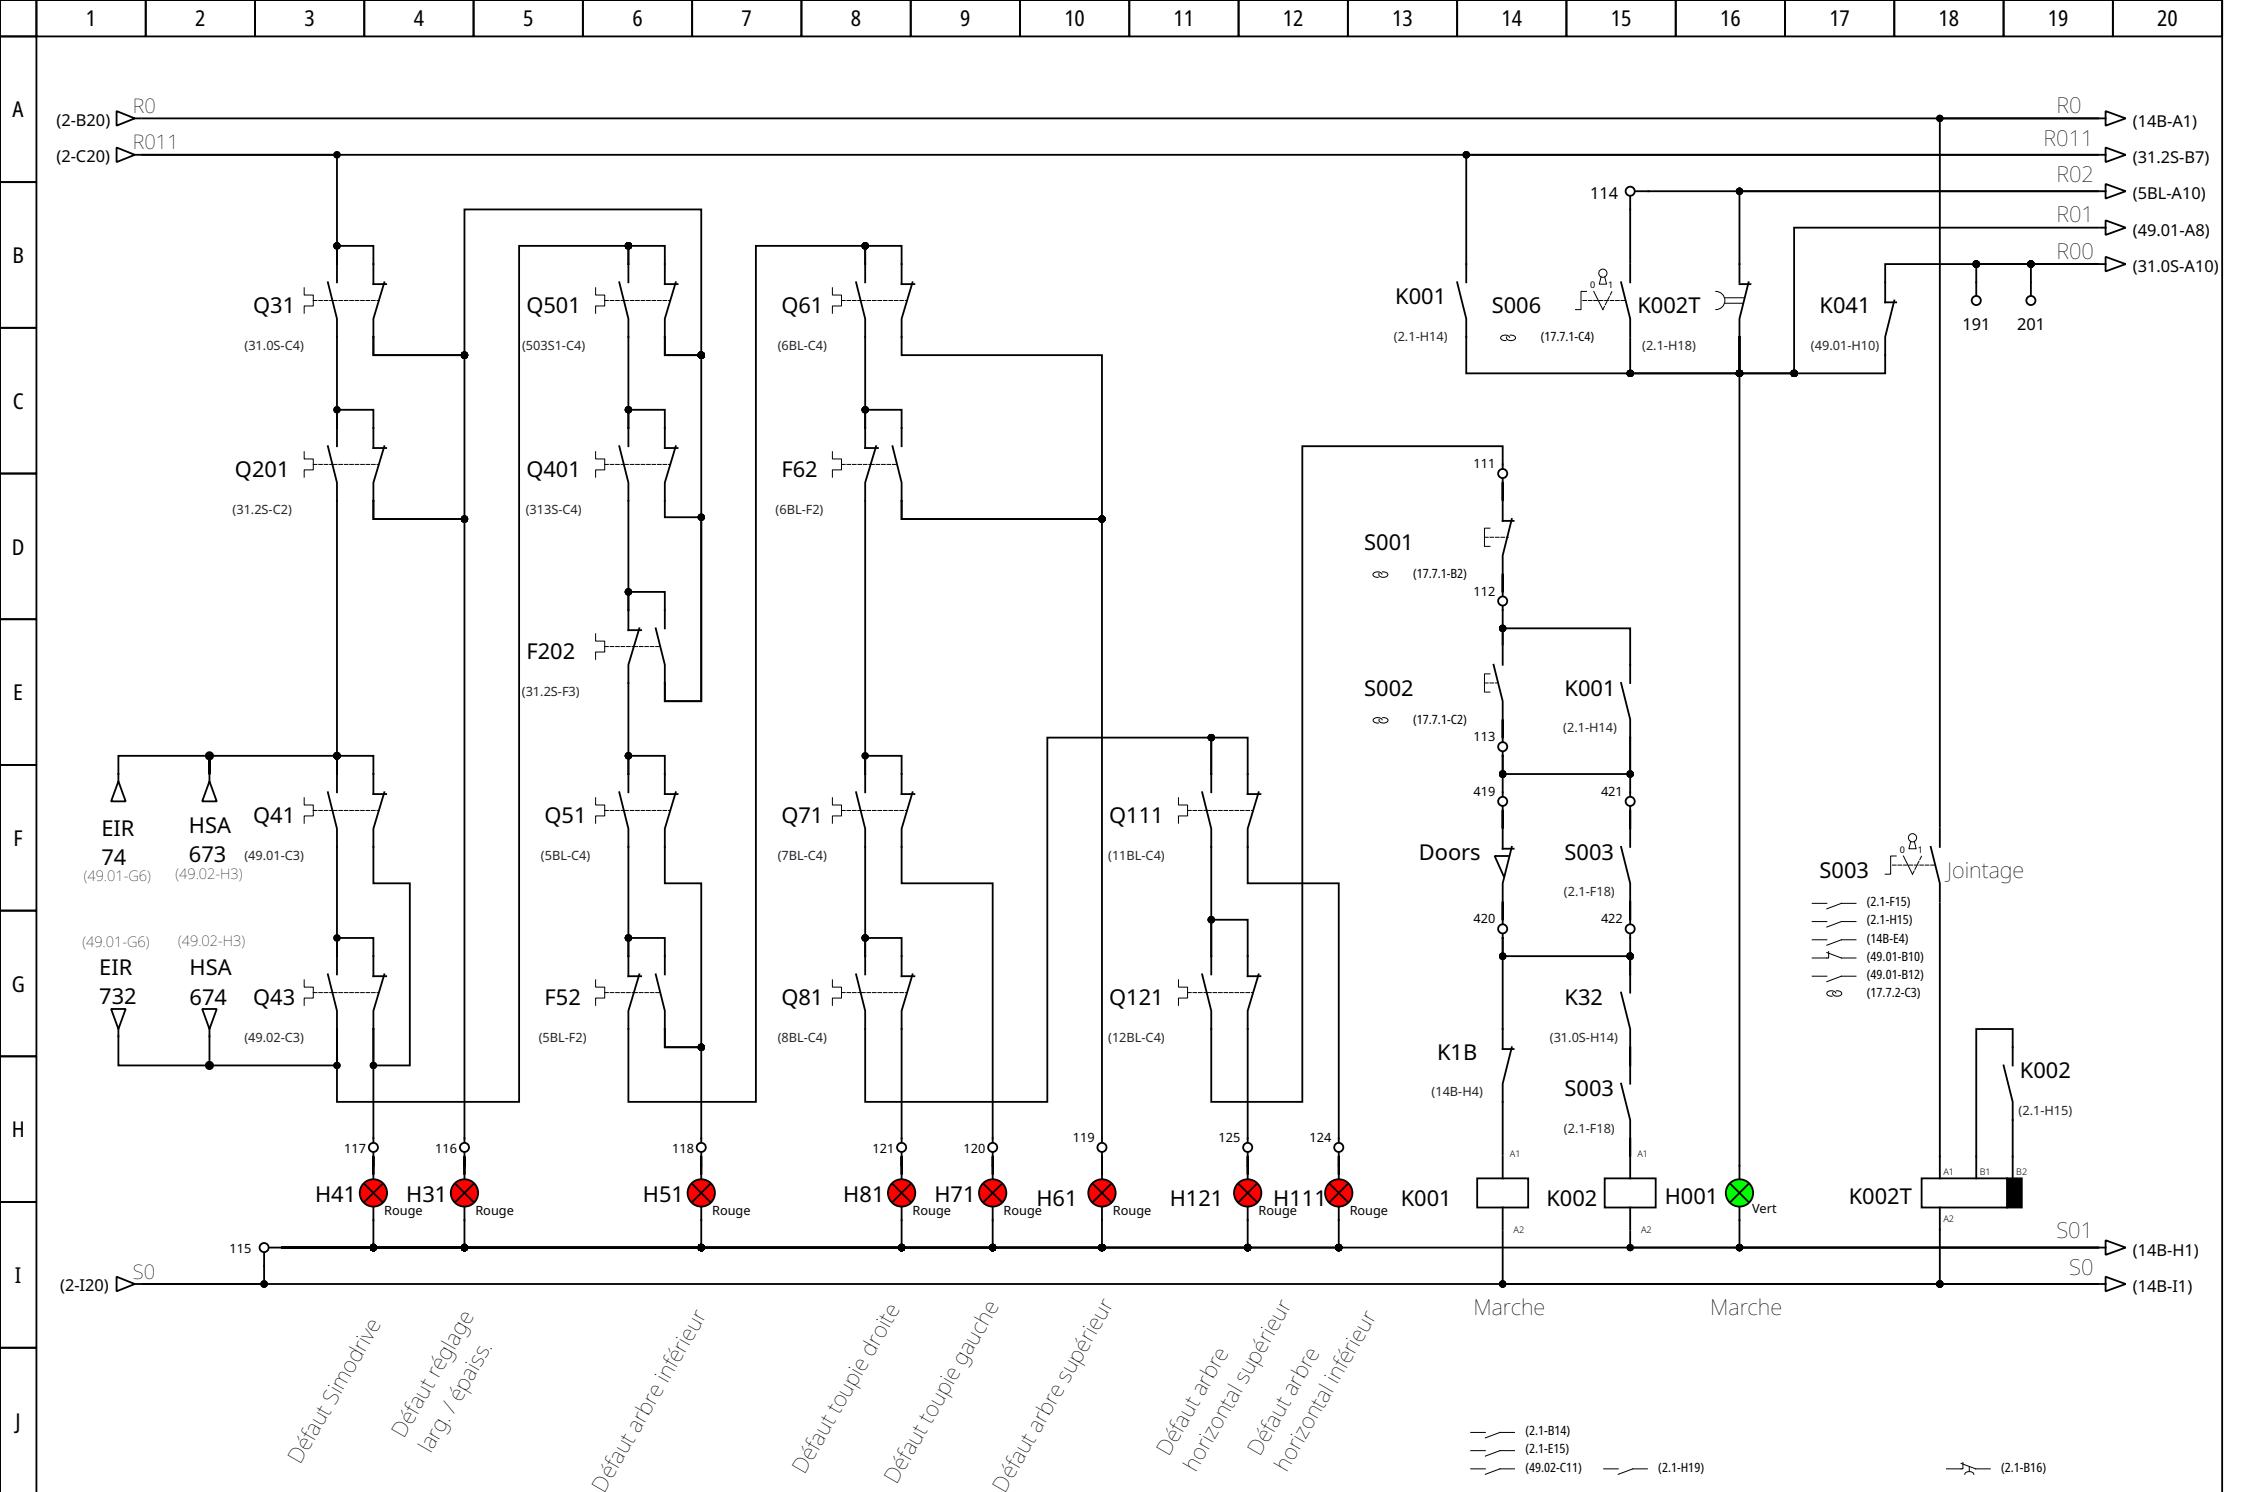 1 2 3 4 5 6 7 8 9 10 11 12 13 14 15 16 17 18 19 20
A
R0 R0
(2-B20) (14B-A1)
R011 R011
(2-C20) (31.2S-B7)
R02
114 (5BL-A10)
R01
B
(49.01-A8)
R00
(31.0S-A10)
Q31 Q501 Q61 K001 S006 0 1 K002T K041 191 201
(31.0S-C4) (503S1-C4) (6BL-C4) (2.1-H14) (17.7.1-C4) (2.1-H18) (49.01-H10)
C
Q201 Q401 F62 111
(31.2S-C2) (313S-C4) (6BL-F2)
D
S001
(17.7.1-B2)
112
F202
(31.2S-F3)
E
S002 K001
(17.7.1-C2) (2.1-H14)
113
419 421
EIR HSA Q41 Q51 Q71 Q111
F
74 673
(49.01-G6) (49.02-H3) (49.01-C3) (5BL-C4) (7BL-C4) (11BL-C4)
Doors S003 S003 0 1 Jointage
(2.1-F18)
(2.1-F15)
(2.1-H15)
(14B-E4)
(49.01-B10)
(49.01-B12)
(17.7.2-C3)
420 422
(49.01-G6) (49.02-H3)
EIR HSA
G
732 674 Q43 F52 Q81 Q121 K32
(49.02-C3) (5BL-F2) (8BL-C4) (12BL-C4) (31.0S-H14)
K1B S003 K002
(14B-H4) (2.1-F18) (2.1-H15)
H
117 116 118 121 120 119 125 124
A1 A1 A1 B1 B2
H41 H31 H51 H81 H71 H61 H121 H111 K001 K002 H001 K002T
Rouge Rouge Rouge Rouge Rouge Rouge Rouge Rouge Vert
A2 A2 A2
S01
115 (14B-H1)
I
S0 S0
(2-I20) (14B-I1)
Marche Marche
Défaut Simodrive
Défaut réglage
larg. / épaiss.
Défaut arbre inférieur
Défaut toupie droite
Défaut toupie gauche
Défaut arbre supérieur
Défaut arbre
horizontal supérieur
Défaut arbre
horizontal inférieur
J
(2.1-B14)
(2.1-E15)
(49.02-C11) (2.1-H19) (2.1-B16)